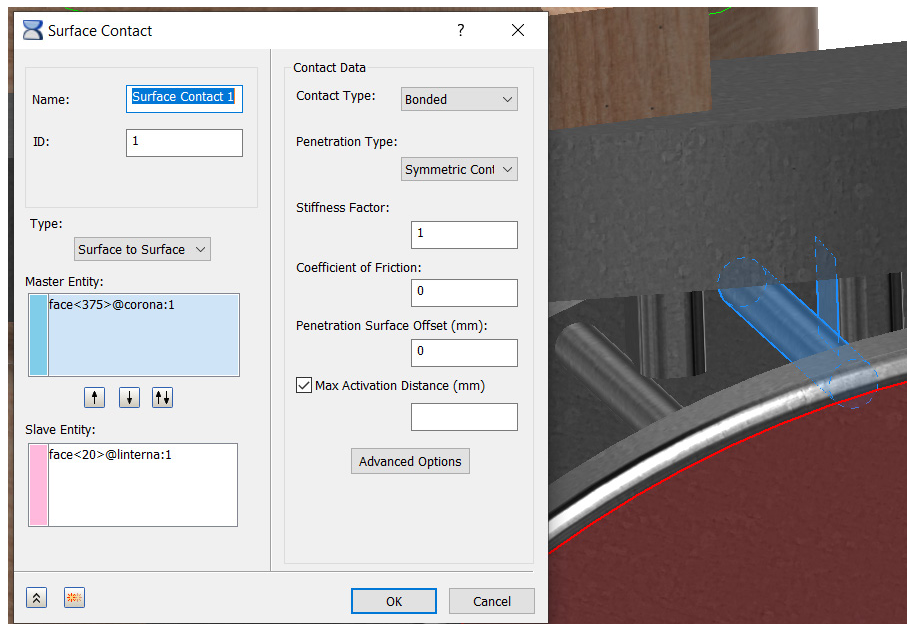 Surface Contact
?
Name:
Surface Contact 1
ID:
1
Type:
Surface to Surface
Master Entity:
face<375>@corona:1
Slave Entity:
face<20>@linterna:1
Contact Data
Contact Type:
Bonded
Penetration Type:
Symmetric Cont
Stiffness Factor:
1
Coefficient of Friction:
0
Penetration Surface Offset (mm):
0
Max Activation Distance (mm)
Advanced Options
OK
Cancel